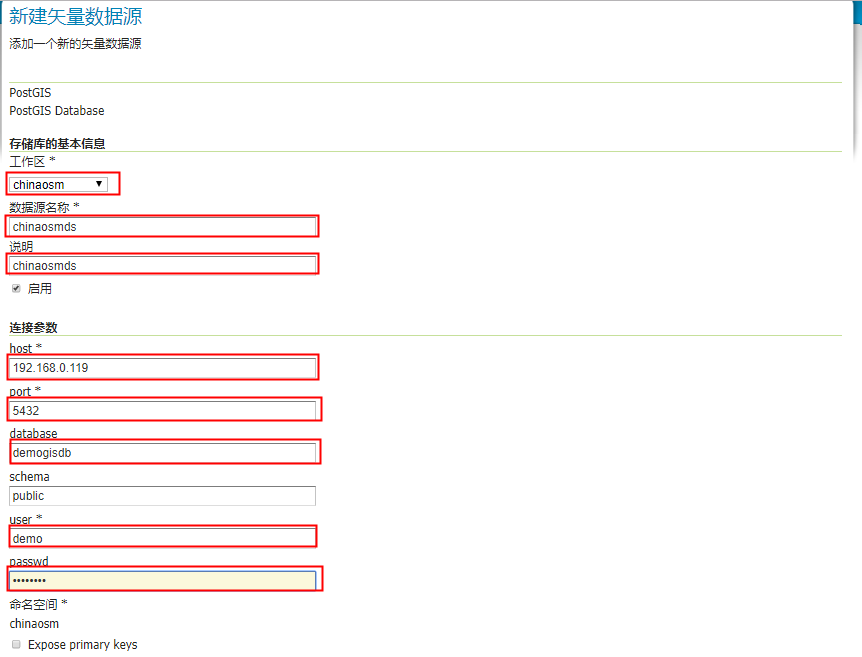 新建矢量数据源
添加一个新的矢量数据源
PostGIS
PostGIS Database
存储库的基本信息
工作区 *
chinaosm
数据源名称 *
chinaosmds
说明
chinaosmds
启用
连接参数
host *
192.168.0.119
port *
5432
database
demogisdb
schema
public
user *
demo
passwd
••••••••
命名空间 *
chinaosm
Expose primary keys